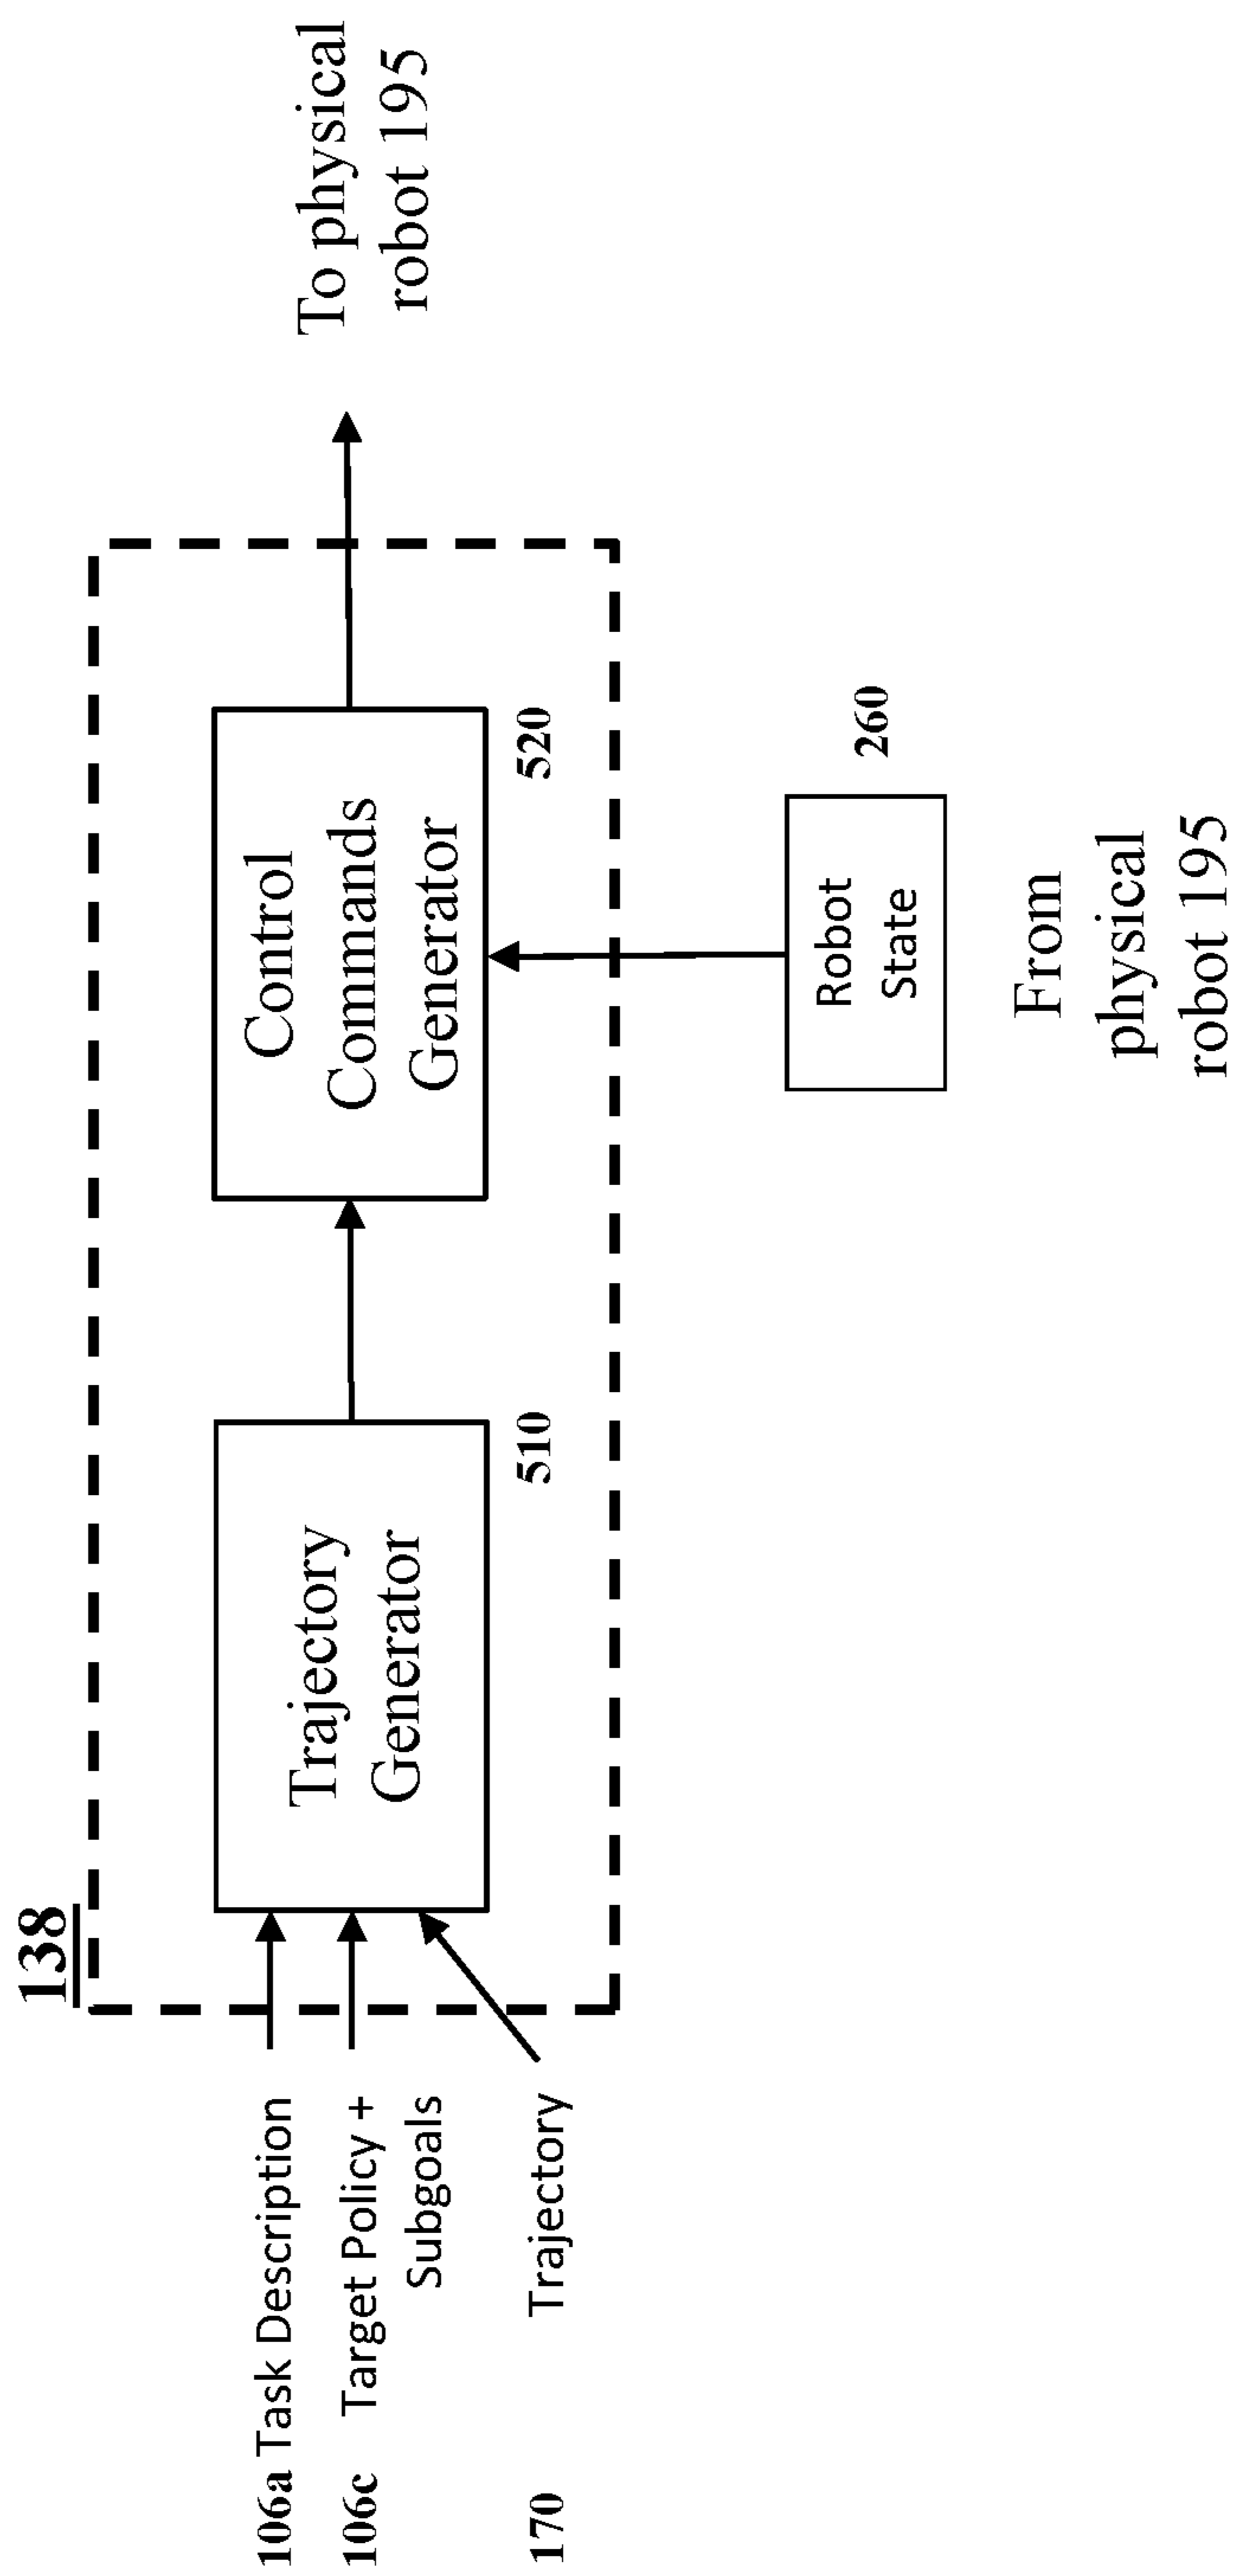 138
106a Task Description
106c Target Policy +
Subgoals
170 Trajectory
Trajectory
Generator
510
Control
Commands
Generator
520
To physical
robot 195
Robot
State
260
From
physical
robot 195